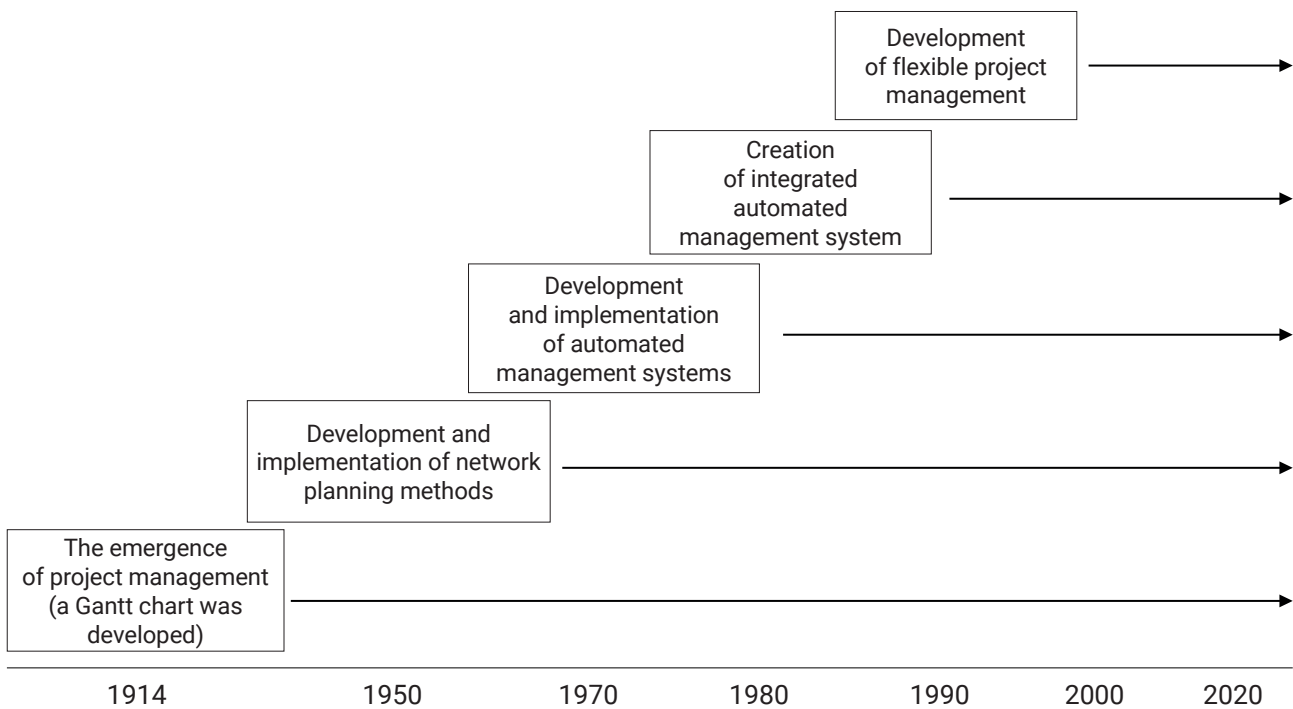 Development
of flexible project
management
Creation
of integrated
automated
management system
Development
and implementation
of automated
management systems
Development and
implementation of network
planning methods
The emergence
of project management
(a Gantt chart was
developed)
1914 1950 1970 1980 1990 2000 2020